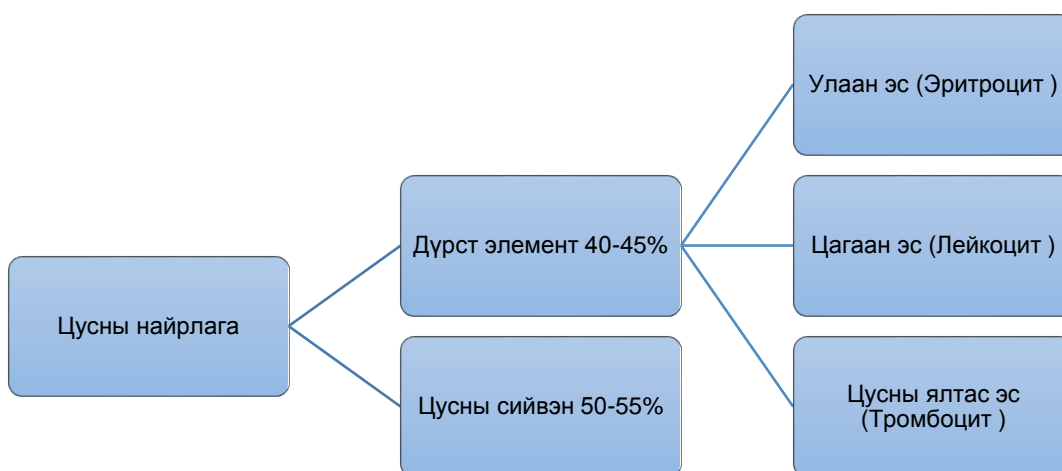 Цусны найрлага
Дүрст элемент 40-45%
Цусны сийвэн 50-55%
Улаан эс (Эритроцит )
Цагаан эс (Лейкоцит )
Цусны ялтас эс
(Тромбоцит )